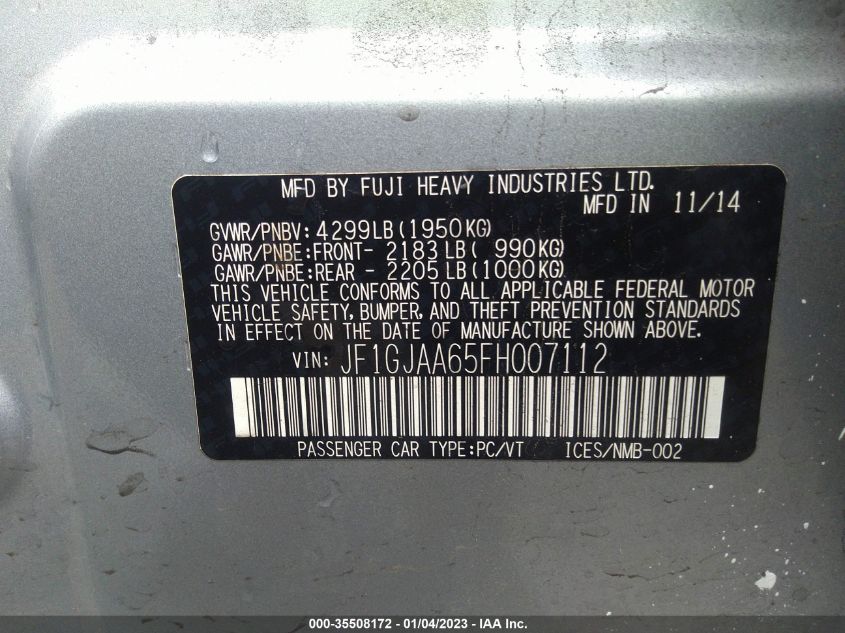 MFD BY FUJI HEAVY INDUSTRIES LTD.
MFD IN 11/14
GVWR/PNBV: 4299LB(1950KG)
GAWR/PNBE:FRONT- 2183 LB( 990KG)
GAWR/PNBE:REAR - 2205 LB(1000KG)
THIS VEHICLE CONFORMS TO ALL APPLICABLE FEDERAL MOTOR
VEHICLE SAFETY, BUMPER, AND THEFT PREVENTION STANDARDS
IN EFFECT ON THE DATE OF MANUFACTURE SHOWN ABOVE.
VIN: JF1GJAA65FH007112
PASSENGER CAR TYPE:PC/VT ICES/NMB-002
000-35508172 - 01/04/2023 - IAA Inc.